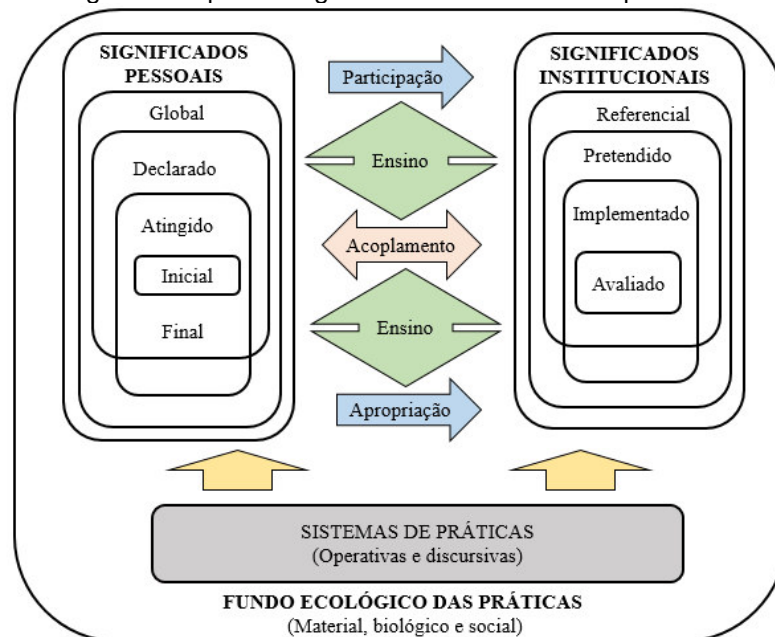 SIGNIFICADOS
PESSOAIS
Global
Declarado
Atingido
Inicial
Final
Participação
Ensino
Acoplamento
Ensino
Apropriação
SIGNIFICADOS
INSTITUCIONAIS
Referencial
Pretendido
Implementado
Avaliado
SISTEMAS DE PRÁTICAS
(Operativas e discursivas)
FUNDO ECOLÓGICO DAS PRÁTICAS
(Material, biológico e social)